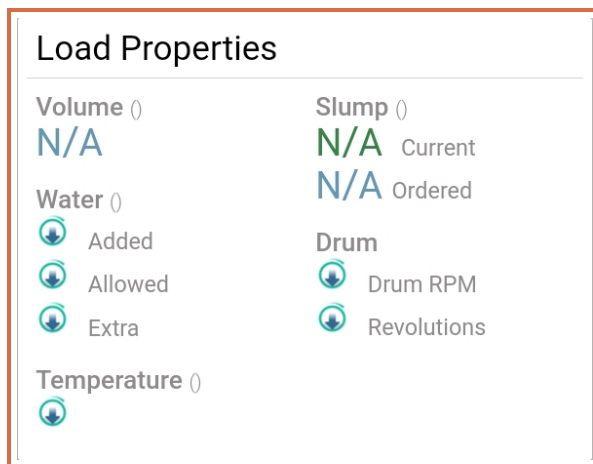 Load Properties
Volume ()
N/A
Water ()
Added
Allowed
Extra
Temperature ()
Slump ()
N/A Current
N/A Ordered
Drum
Drum RPM
Revolutions